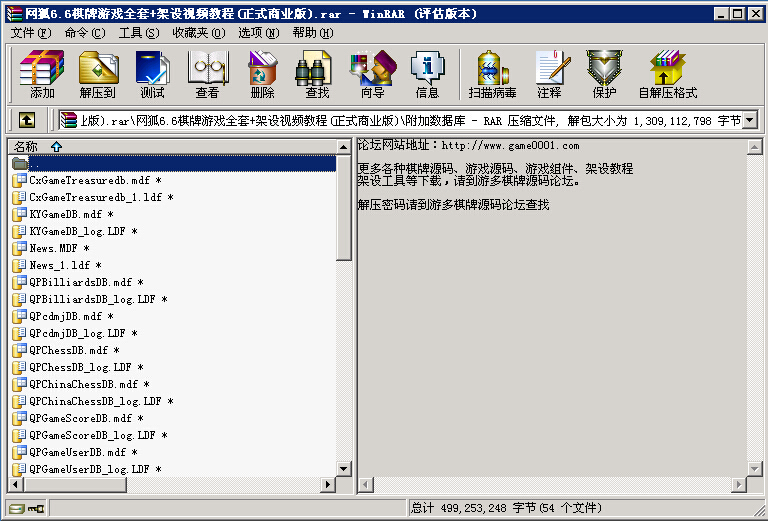 网狐6.6棋牌游戏全套+架设视频教程(正式商业版).rar - WinRAR (评估版本)
文件(F) 命令(C) 工具(S) 收藏夹(O) 选项(N) 帮助(H)
添加 解压到 测试 查看 删除 查找 向导 信息 扫描病毒 注释 保护 自解压格式
版).rar\网狐6.6棋牌游戏全套+架设视频教程(正式商业版)\附加数据库 - RAR 压缩文件, 解包大小为 1,309,112,798 字节
名称
..
CxGameTreasuredb.mdf *
CxGameTreasuredb_1.ldf *
KYGameDB.mdf *
KYGameDB_log.LDF *
News.MDF *
News_1.ldf *
QPBilliardsDB.mdf *
QPBilliardsDB_log.LDF *
QPcdmjDB.mdf *
QPcdmjDB_log.LDF *
QPChessDB.mdf *
QPChessDB_log.LDF *
QPChinaChessDB.mdf *
QPChinaChessDB_log.LDF *
QPGameScoreDB.mdf *
QPGameScoreDB_log.LDF *
QPGameUserDB.mdf *
QPGameUserDB_log.LDF *
论坛网站地址：http://www.game0001.com
更多各种棋牌源码、游戏源码、游戏组件、架设教程
架设工具等下载，请到游多棋牌源码论坛。
解压密码请到游多棋牌源码论坛查找
总计 499,253,248 字节(54 个文件)